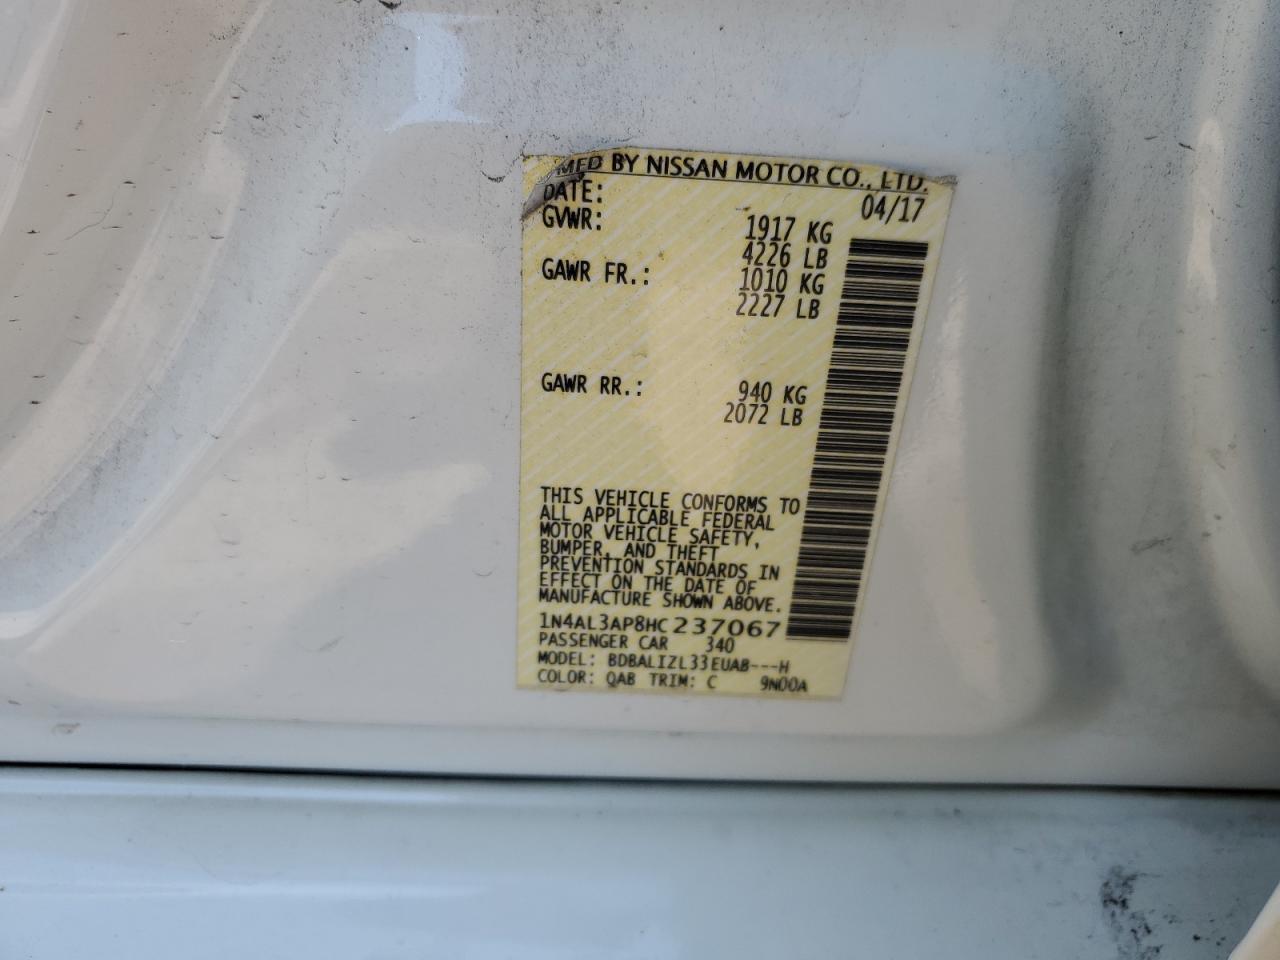 MFD BY NISSAN MOTOR CO., LTD.
DATE: 04/17
GVWR: 1917 KG
4226 LB
GAWR FR.: 1010 KG
2227 LB
GAWR RR.: 940 KG
2072 LB
THIS VEHICLE CONFORMS TO
ALL APPLICABLE FEDERAL
MOTOR VEHICLE SAFETY,
BUMPER, AND THEFT
PREVENTION STANDARDS IN
EFFECT ON THE DATE OF
MANUFACTURE SHOWN ABOVE.
1N4AL3AP8HC237067
PASSENGER CAR 340
MODEL: BDBALIZL33EUAB---H
COLOR: QAB TRIM: C 9N00A